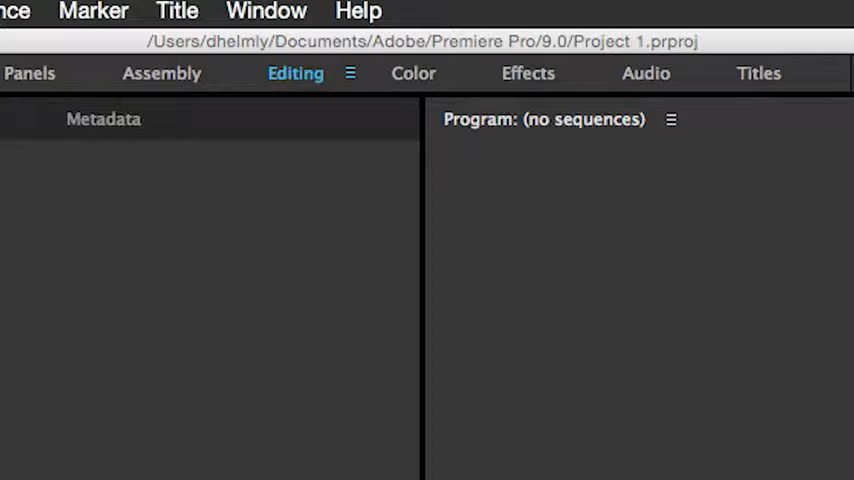 nce Marker Title Window Help
/Users/dhelmly/Documents/Adobe/Premiere Pro/9.0/Project 1.prproj
Panels Assembly Editing Color Effects Audio Titles
Metadata Program: (no sequences)